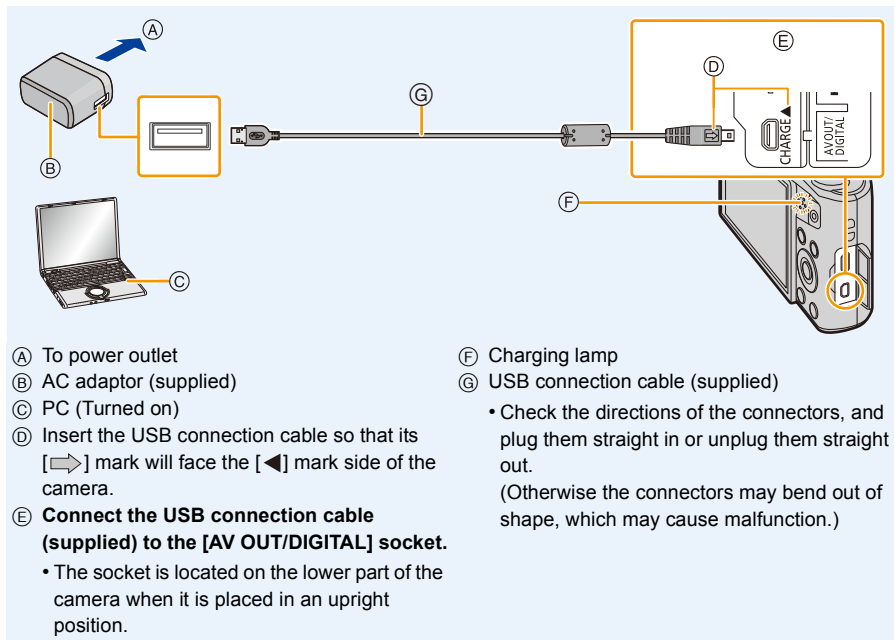 Ⓐ
Ⓑ
Ⓒ
Ⓖ
Ⓕ
Ⓔ
Ⓓ
CHARGE◀
AVOUT/
DIGITAL
Ⓐ To power outlet
Ⓑ AC adaptor (supplied)
Ⓒ PC (Turned on)
Ⓓ Insert the USB connection cable so that its
[⇨] mark will face the [◀] mark side of the
camera.
Ⓔ Connect the USB connection cable
(supplied) to the [AV OUT/DIGITAL] socket.
• The socket is located on the lower part of the
camera when it is placed in an upright
position.
Ⓕ Charging lamp
Ⓖ USB connection cable (supplied)
• Check the directions of the connectors, and
plug them straight in or unplug them straight
out.
(Otherwise the connectors may bend out of
shape, which may cause malfunction.)